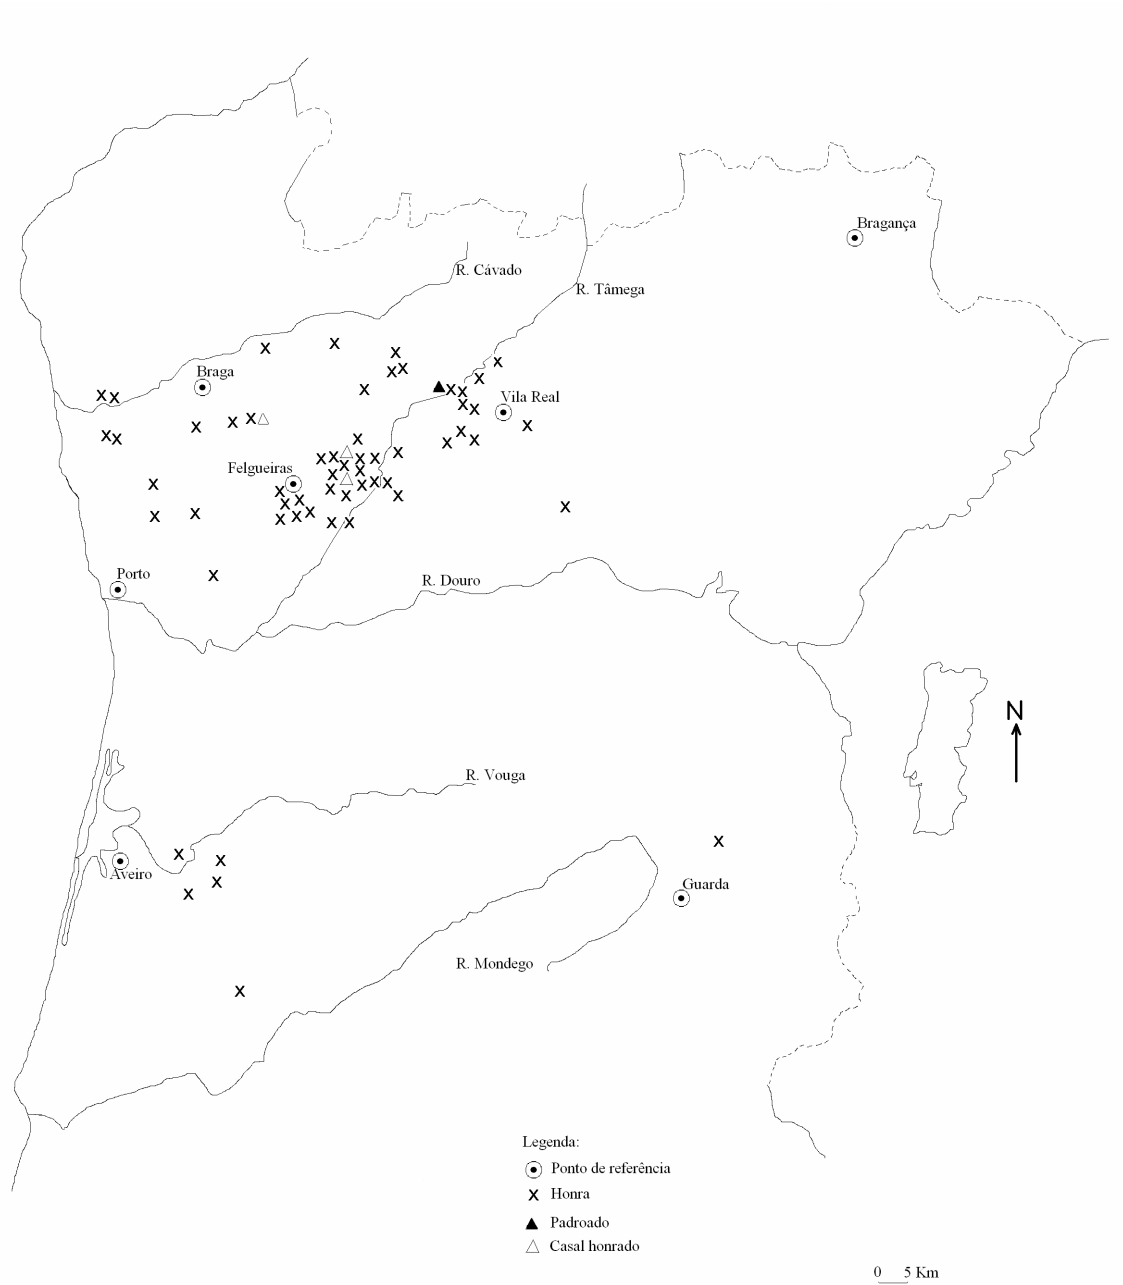 Bragança
R. Cávado
R. Tâmega
Braga
Vila Real
Felgueiras
Porto
R. Douro
N
R. Vouga
Aveiro
Guarda
R. Mondego
Legenda:
Ponto de referência
x Honra
Padroado
Casal honrado
0 5 Km